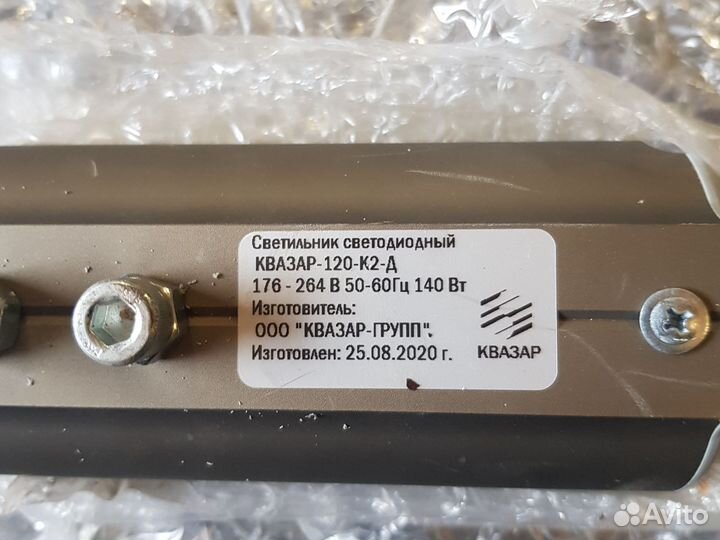 Светильник светодиодный
КВАЗАР-120-К2-Д
176 - 264 В 50-60Гц 140 Вт
Изготовитель:
ООО "КВАЗАР-ГРУПП".
Изготовлен: 25.08.2020 г.
КВАЗАР
Avito